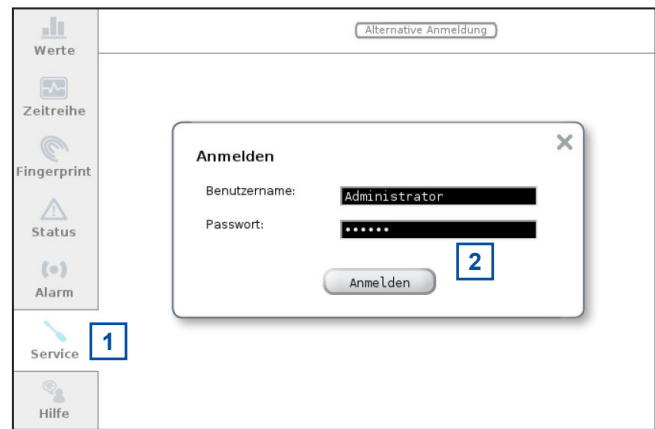 Werte
Alternative Anmeldung
Zeitreihe
Fingerprint
Status
Alarm
Service
1
Hilfe
Anmelden
Benutzername: Administrator
Passwort: ••••••
2
Anmelden